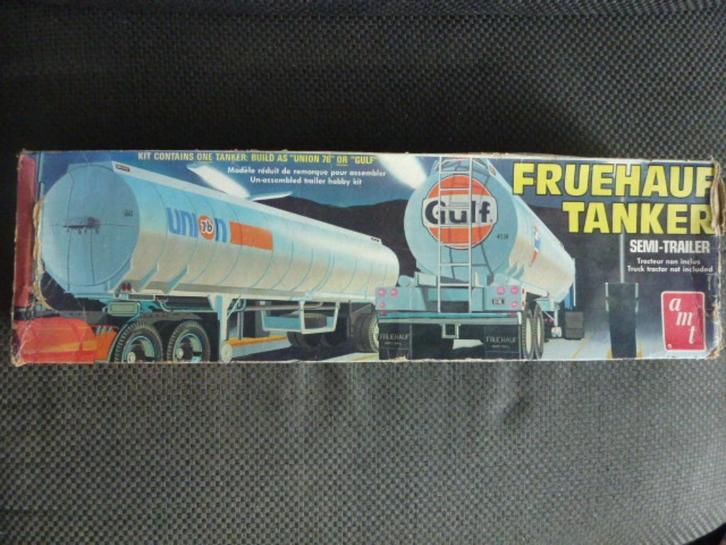 KIT CONTAINS ONE TANKER: BUILD AS "UNION 76" OR "GULF"
Modèle réduit de remorque pour assembler
Un-assembled trailer hobby kit
FRUEHAUF
TANKER
SEMI-TRAILER
Tracteur non inclus
Truck tractor not included
union 76
Gulf
FRUEHAUF
FRUEHAUF
amt